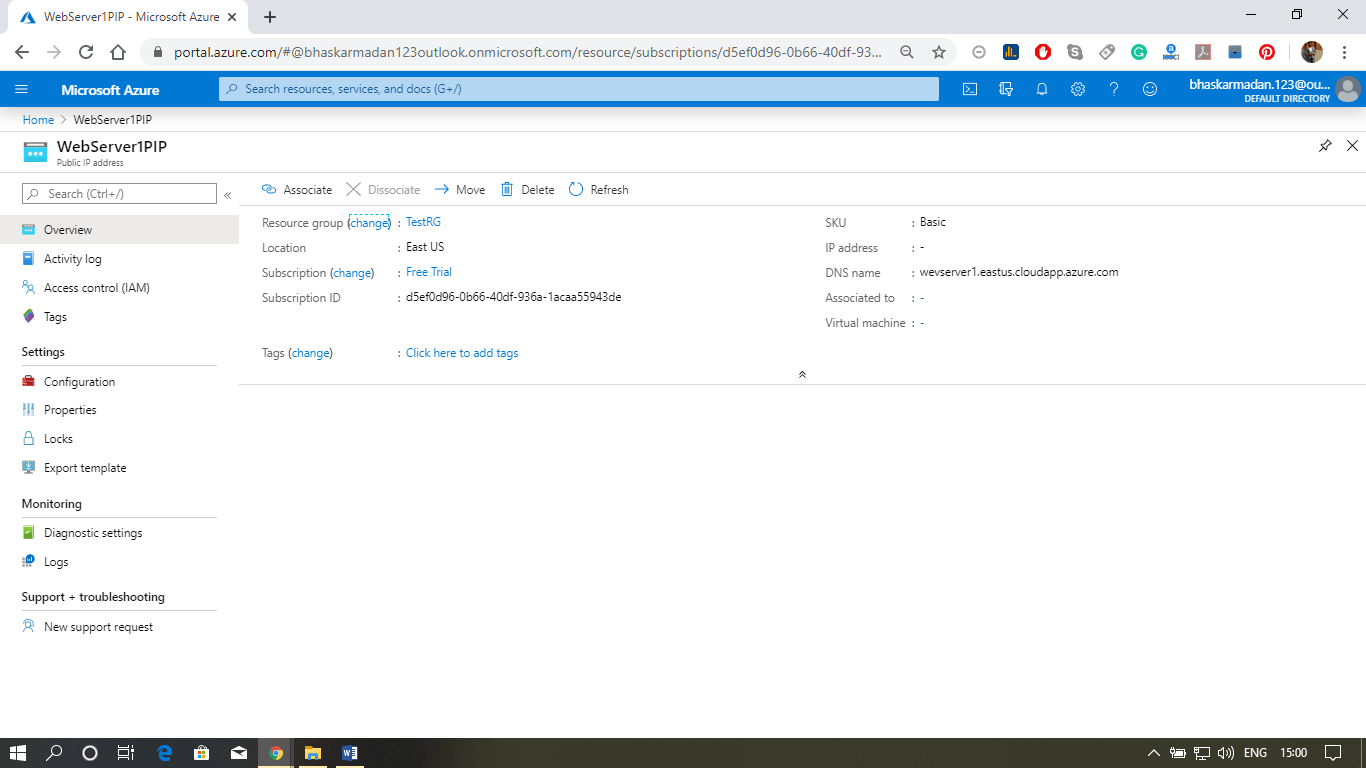 WebServer1PIP - Microsoft Azure
portal.azure.com/#@bhaskarmadan123outlook.onmicrosoft.com/resource/subscriptions/d5ef0d96-0b66-40df-93...
Microsoft Azure
Search resources, services, and docs (G+/)
bhaskarmadan.123@ou...
DEFAULT DIRECTORY
Home > WebServer1PIP
WebServer1PIP
Public IP address
Search (Ctrl+/)
«
Overview
Activity log
Access control (IAM)
Tags
Settings
Configuration
Properties
Locks
Export template
Monitoring
Diagnostic settings
Logs
Support + troubleshooting
New support request
Associate Dissociate Move Delete Refresh
Resource group (change) : TestRG
Location : East US
Subscription (change) : Free Trial
Subscription ID : d5ef0d96-0b66-40df-936a-1acaa55943de
Tags (change) : Click here to add tags
SKU : Basic
IP address : -
DNS name : wevserver1.eastus.cloudapp.azure.com
Associated to : -
Virtual machine : -
ENG 15:00